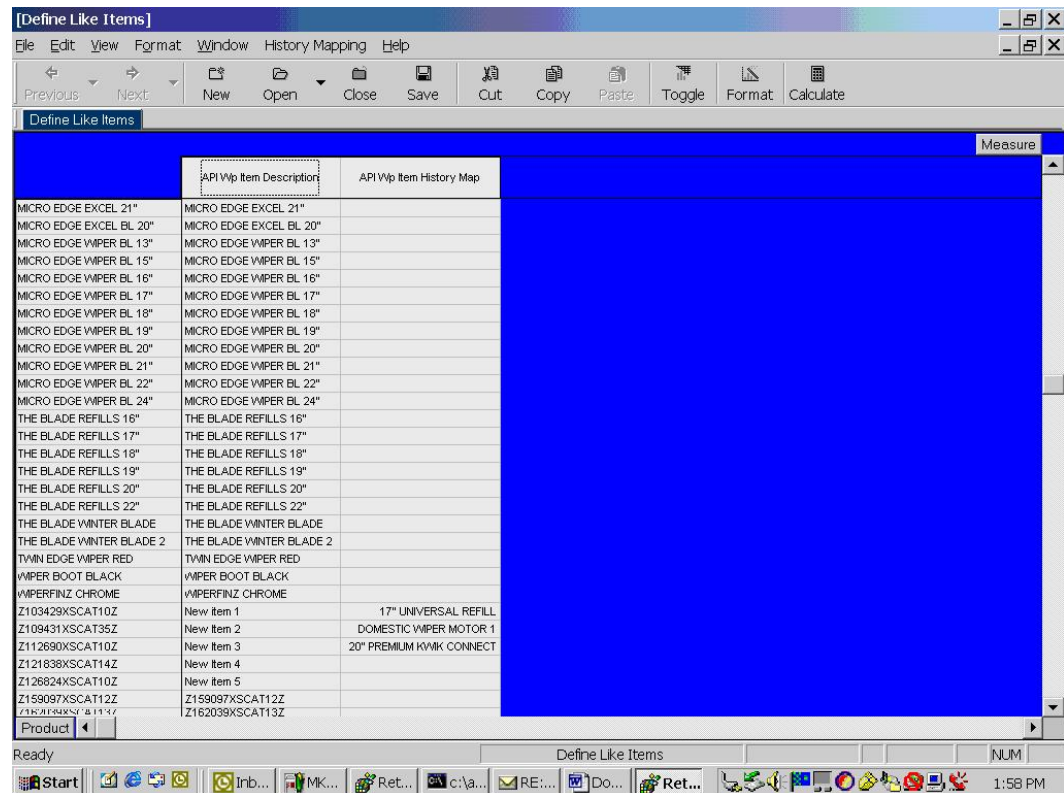 [Define Like Items]
File Edit View Format Window History Mapping Help
Previous Next New Open Close Save Cut Copy Paste Toggle Format Calculate
Define Like Items
Measure
API Wp Item Description API Wp Item History Map
MICRO EDGE EXCEL 21" MICRO EDGE EXCEL 21"
MICRO EDGE EXCEL BL 20" MICRO EDGE EXCEL BL 20"
MICRO EDGE WIPER BL 13" MICRO EDGE WIPER BL 13"
MICRO EDGE WIPER BL 15" MICRO EDGE WIPER BL 15"
MICRO EDGE WIPER BL 16" MICRO EDGE WIPER BL 16"
MICRO EDGE WIPER BL 17" MICRO EDGE WIPER BL 17"
MICRO EDGE WIPER BL 18" MICRO EDGE WIPER BL 18"
MICRO EDGE WIPER BL 19" MICRO EDGE WIPER BL 19"
MICRO EDGE WIPER BL 20" MICRO EDGE WIPER BL 20"
MICRO EDGE WIPER BL 21" MICRO EDGE WIPER BL 21"
MICRO EDGE WIPER BL 22" MICRO EDGE WIPER BL 22"
MICRO EDGE WIPER BL 24" MICRO EDGE WIPER BL 24"
THE BLADE REFILLS 16" THE BLADE REFILLS 16"
THE BLADE REFILLS 17" THE BLADE REFILLS 17"
THE BLADE REFILLS 18" THE BLADE REFILLS 18"
THE BLADE REFILLS 19" THE BLADE REFILLS 19"
THE BLADE REFILLS 20" THE BLADE REFILLS 20"
THE BLADE REFILLS 22" THE BLADE REFILLS 22"
THE BLADE WINTER BLADE THE BLADE WINTER BLADE
THE BLADE WINTER BLADE 2 THE BLADE WINTER BLADE 2
TWIN EDGE WIPER RED TWIN EDGE WIPER RED
WIPER BOOT BLACK WIPER BOOT BLACK
WIPERFINZ CHROME WIPERFINZ CHROME
Z103429XSCAT10Z New item 1 17" UNIVERSAL REFILL
Z109431XSCAT35Z New Item 2 DOMESTIC WIPER MOTOR 1
Z112690XSCAT10Z New Item 3 20" PREMIUM KWIK CONNECT
Z121838XSCAT14Z New Item 4
Z126824XSCAT10Z New item 5
Z159097XSCAT12Z Z159097XSCAT12Z
Z162039XSCAT13Z Z162039XSCAT13Z
Product
Ready Define Like Items NUM
Start Inb... MK... Ret... c:\a... RE:... Do... Ret... 1:58 PM